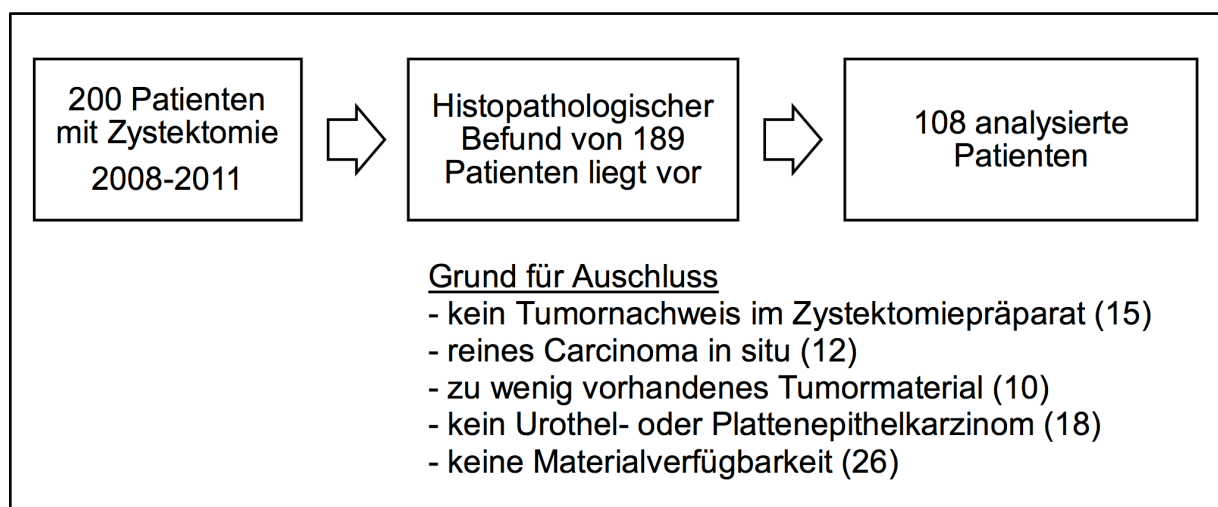 200 Patienten
mit Zystektomie
2008-2011
Histopathologischer
Befund von 189
Patienten liegt vor
108 analysierte
Patienten
Grund für Auschluss
- kein Tumornachweis im Zystektomiepräparat (15)
- reines Carcinoma in situ (12)
- zu wenig vorhandenes Tumormaterial (10)
- kein Urothel- oder Plattenepithelkarzinom (18)
- keine Materialverfügbarkeit (26)